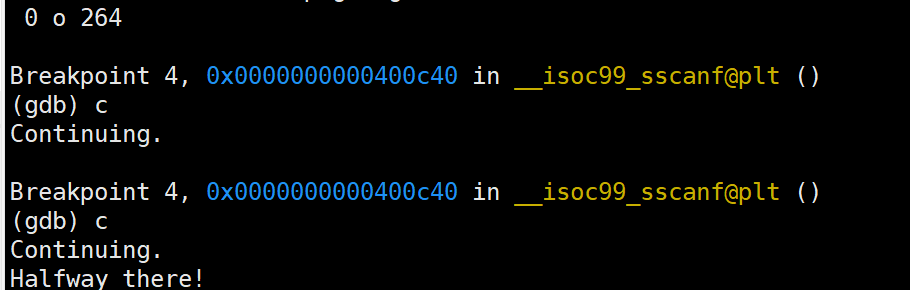 0 o 264
Breakpoint 4, 0x0000000000400c40 in __isoc99_sscanf@plt ()
(gdb) c
Continuing.
Breakpoint 4, 0x0000000000400c40 in __isoc99_sscanf@plt ()
(gdb) c
Continuing.
Halfway there!